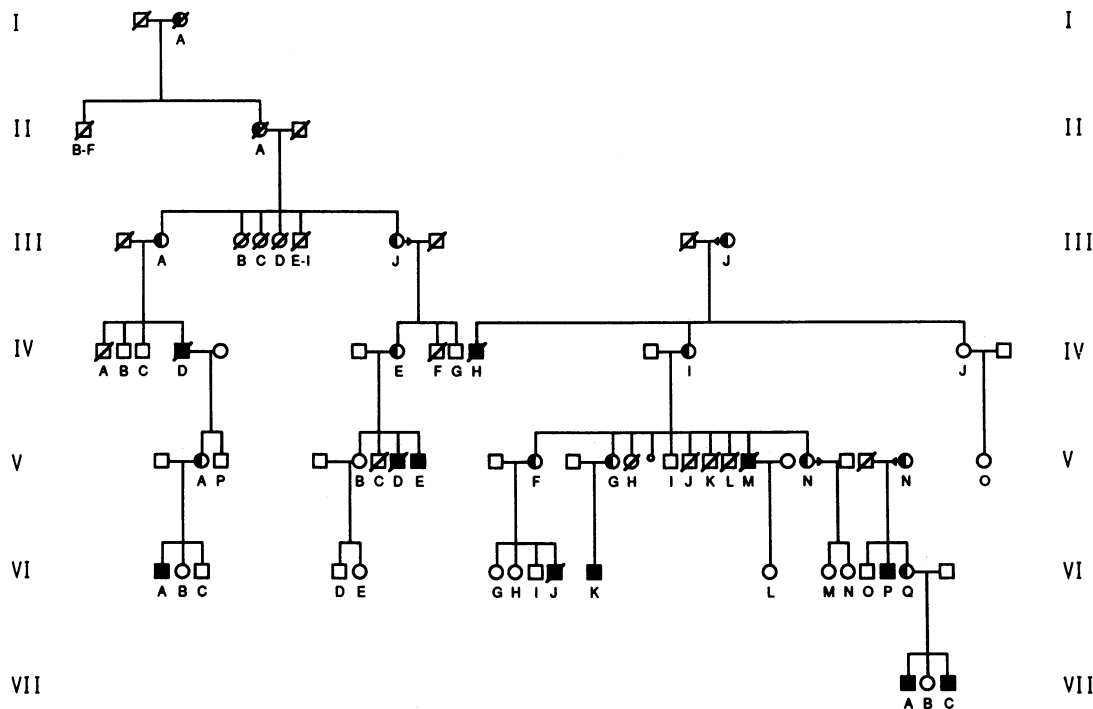 I I
A
II II
B-F A
III III
A B C D E-I J J
IV IV
A B C D E F G H I J
V V
A P B C D E F G H I J K L M N N O
VI VI
A B C D E G H I J K L M N O P Q
VII VII
A B C